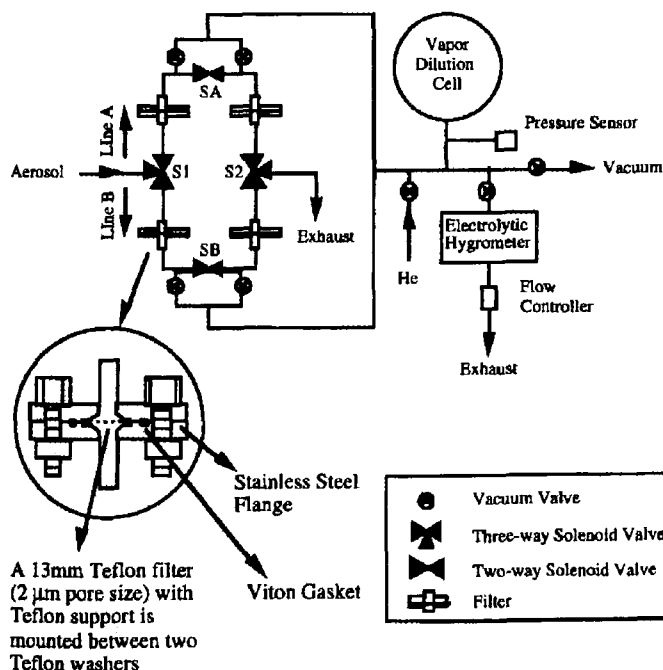 Vapor
Dilution
Cell
SA
Pressure Sensor
LIne A
Aerosol
S1
S2
Vacuum
LIne B
Exhaust
SB
He
Electrolytic
Hygrometer
Flow
Controller
Exhaust
Stainless Steel
Flange
Viton Gasket
A 13mm Teflon filter
(2 μm pore size) with
Teflon support is
mounted between two
Teflon washers
Vacuum Valve
Three-way Solenoid Valve
Two-way Solenoid Valve
Filter